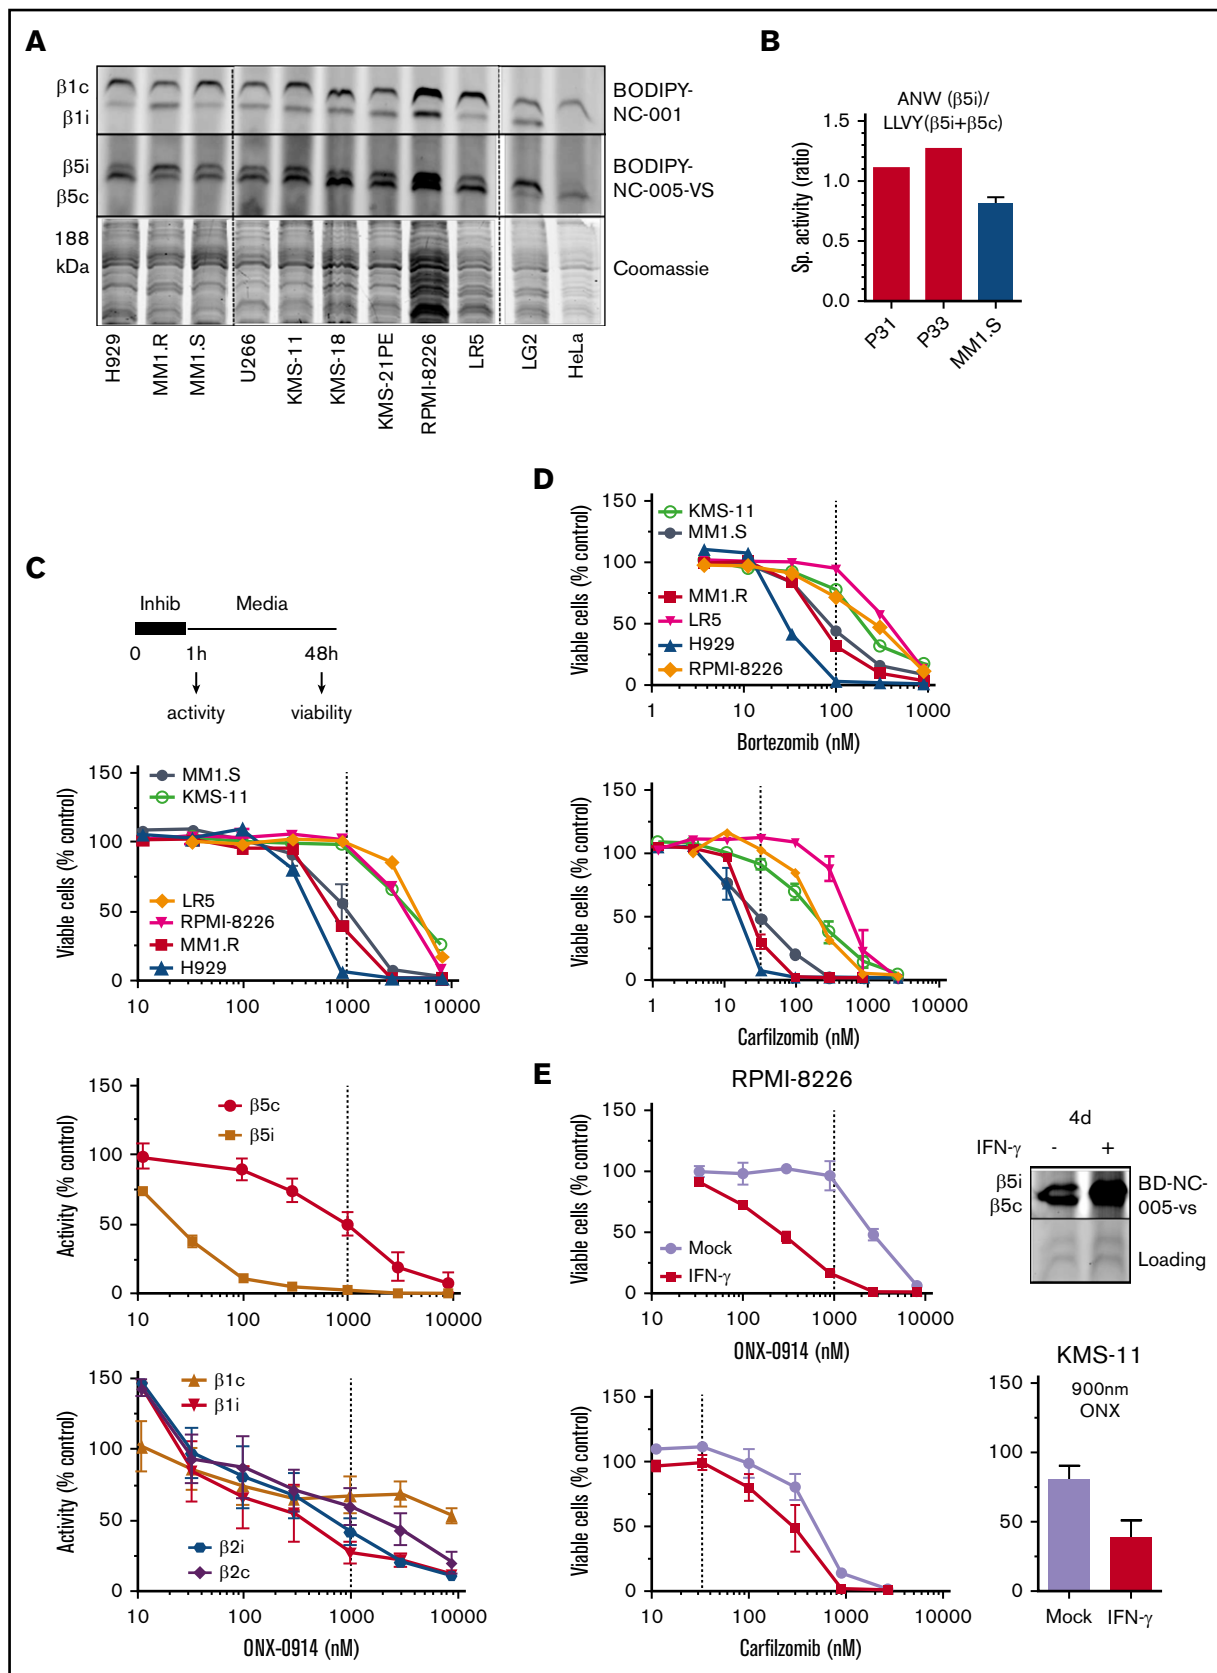 A
β1c
β1i
BODIPY-
NC-001
β5i
β5c
BODIPY-
NC-005-VS
188
kDa
Coomassie
H929
MM1.R
MM1.S
U266
KMS-11
KMS-18
KMS-21PE
RPMI-8226
LR5
LG2
HeLa
B
ANW (β5i)/
LLVY(β5i+β5c)
Sp. activity (ratio)
1.5
1.0
0.5
0.0
P31
P33
MM1.S
C
Inhib
Media
0
1h
48h
activity
viability
Viable cells (% control)
150
100
50
0
MM1.S
KMS-11
LR5
RPMI-8226
MM1.R
H929
10
100
1000
10000
Activity (% control)
150
100
50
0
β5c
β5i
10
100
1000
10000
Activity (% control)
150
100
50
0
β1c
β1i
β2i
β2c
10
100
1000
10000
ONX-0914 (nM)
D
Viable cells (% control)
150
100
50
0
KMS-11
MM1.S
MM1.R
LR5
H929
RPMI-8226
1
10
100
1000
Bortezomib (nM)
Viable cells (% control)
150
100
50
0
1
10
100
1000
10000
Carfilzomib (nM)
E
RPMI-8226
Viable cells (% control)
150
100
50
0
Mock
IFN-γ
10
100
1000
10000
ONX-0914 (nM)
4d
IFN-γ - +
β5i
β5c
BD-NC-
005-vs
Loading
Viable cells (% control)
150
100
50
0
10
100
1000
10000
Carfilzomib (nM)
KMS-11
900nm
ONX
150
100
50
0
Mock
IFN-γ